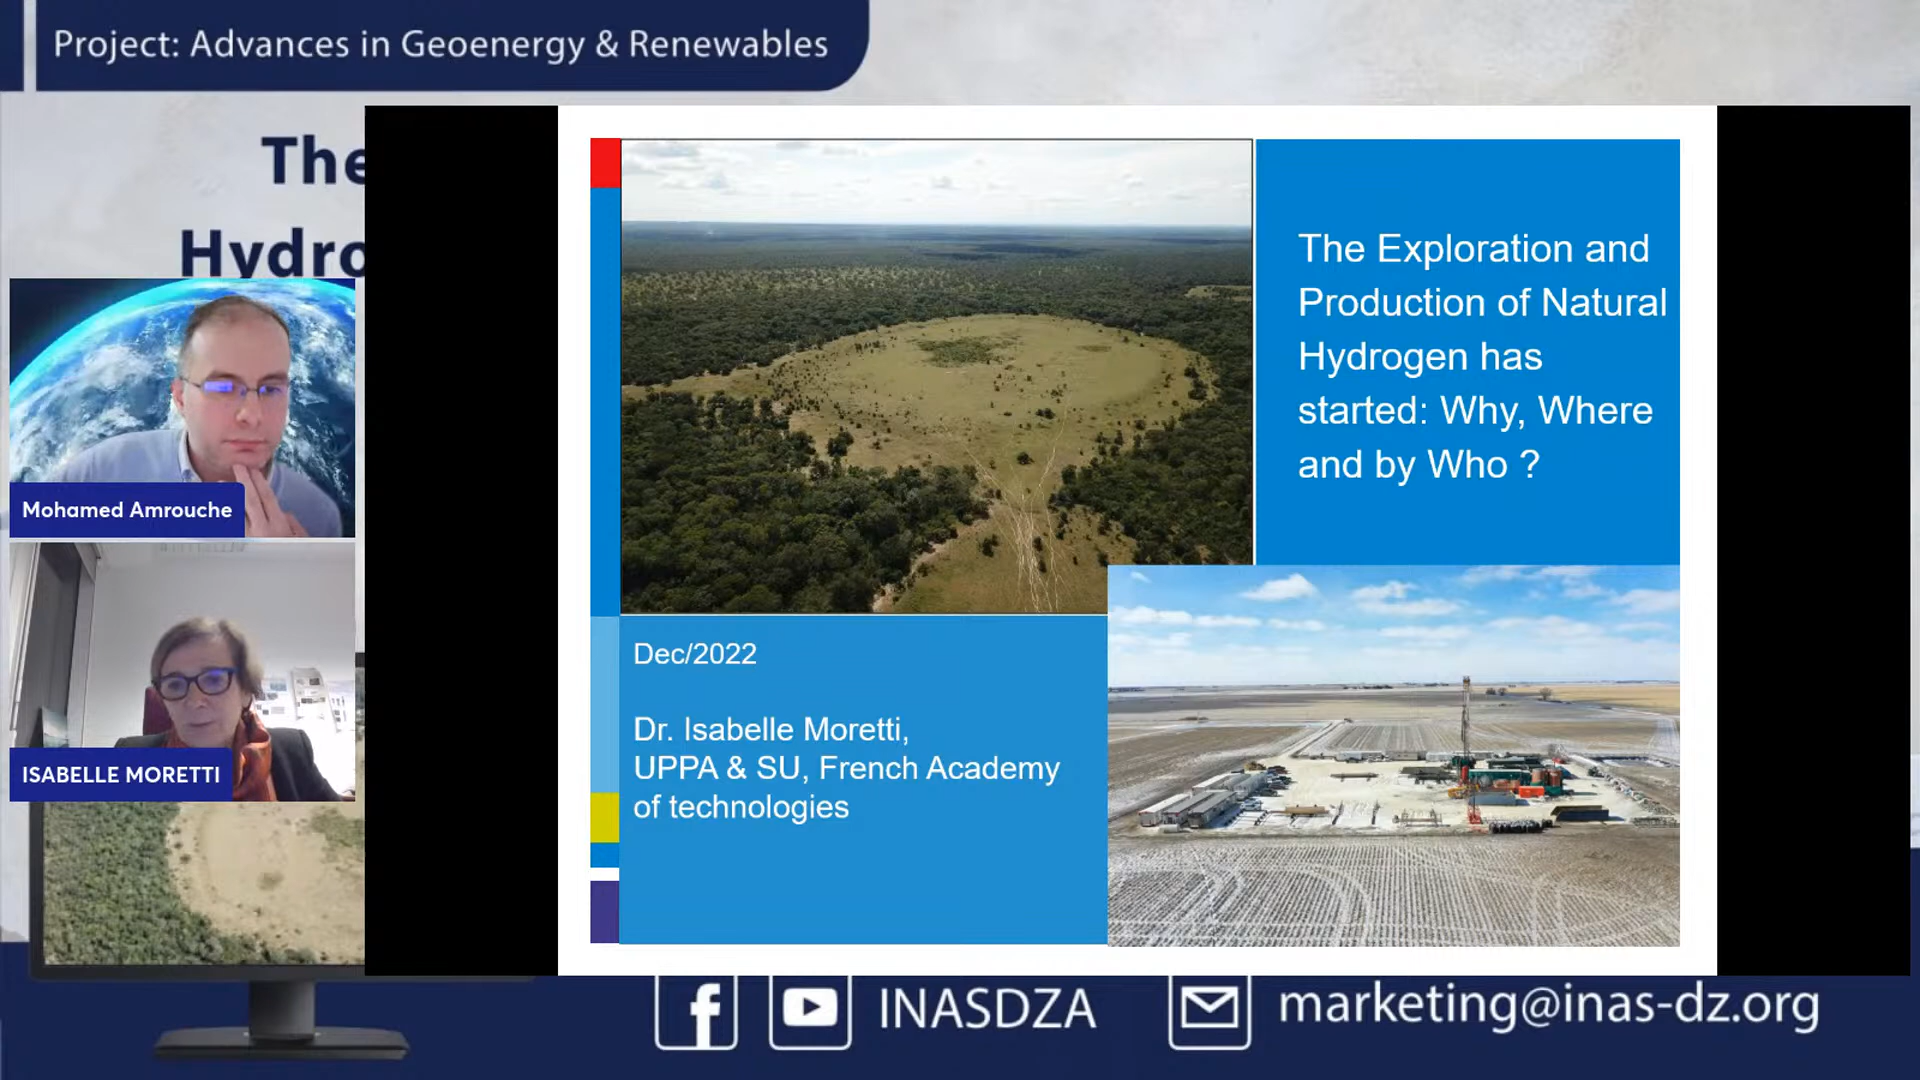 Project: Advances in Geoenergy & Renewables
The
Hydro
Mohamed Amrouche
ISABELLE MORETTI
The Exploration and
Production of Natural
Hydrogen has
started: Why, Where
and by Who ?
Dec/2022
Dr. Isabelle Moretti,
UPPA & SU, French Academy
of technologies
INASDZA
marketing@inas-dz.org